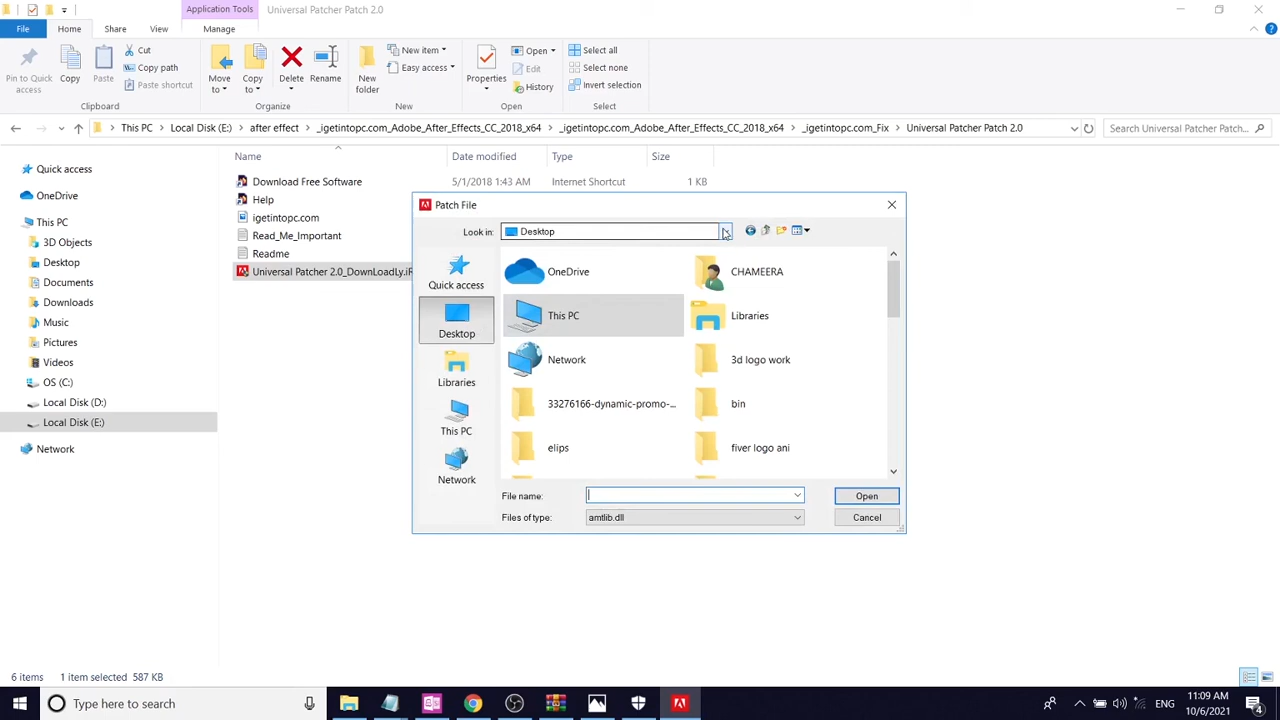 Application Tools
Universal Patcher Patch 2.0
File
Home
Share
View
Manage
Pin to Quick access
Copy
Paste
Cut
Copy path
Paste shortcut
Move to
Copy to
Delete
Rename
New folder
New item
Easy access
Properties
Open
Edit
History
Select all
Select none
Invert selection
Clipboard
Organize
New
Open
Select
This PC
Local Disk (E:)
after effect
_igetintopc.com_Adobe_After_Effects_CC_2018_x64
_igetintopc.com_Adobe_After_Effects_CC_2018_x64
_igetintopc.com_Fix
Universal Patcher Patch 2.0
Search Universal Patcher Patch...
Quick access
OneDrive
This PC
3D Objects
Desktop
Documents
Downloads
Music
Pictures
Videos
OS (C:)
Local Disk (D:)
Local Disk (E:)
Network
Name
Date modified
Type
Size
Download Free Software
5/1/2018 1:43 AM
Internet Shortcut
1 KB
Help
igetintopc.com
Read_Me_Important
Readme
Universal Patcher 2.0_DownLoadLy.iR
Patch File
Look in:
Desktop
Quick access
Desktop
Libraries
This PC
Network
OneDrive
CHAMEERA
This PC
Libraries
Network
3d logo work
33276166-dynamic-promo-...
bin
elips
fiver logo ani
File name:
Open
Files of type:
amtlib.dll
Cancel
6 items
1 item selected 587 KB
Type here to search
ENG
11:09 AM
10/6/2021
4